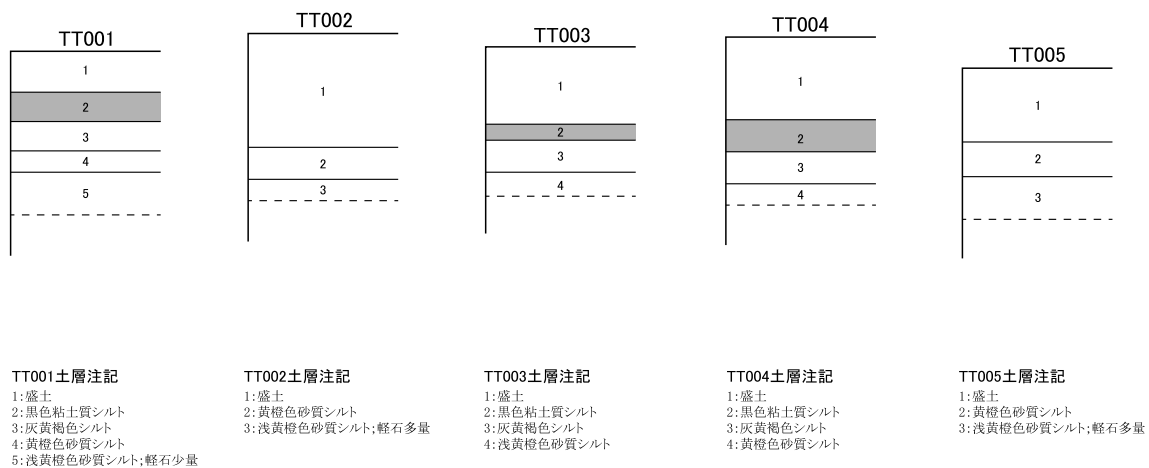 TT001
1
2
3
4
5
TT002
1
2
3
TT003
1
2
3
4
TT004
1
2
3
4
TT005
1
2
3
TT001土層注記
1:盛土
2:黒色粘土質シルト
3:灰黄褐色シルト
4:黄橙色砂質シルト
5:浅黄橙色砂質シルト;軽石少量
TT002土層注記
1:盛土
2:黄橙色砂質シルト
3:浅黄橙色砂質シルト;軽石多量
TT003土層注記
1:盛土
2:黒色粘土質シルト
3:灰黄褐色シルト
4:浅黄橙色砂質シルト
TT004土層注記
1:盛土
2:黒色粘土質シルト
3:灰黄褐色シルト
4:黄橙色砂質シルト
TT005土層注記
1:盛土
2:黄橙色砂質シルト
3:浅黄橙色砂質シルト;軽石多量